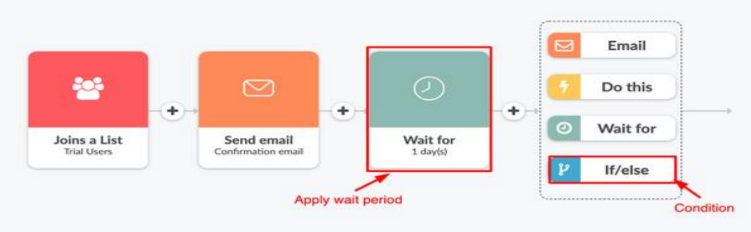 Joins a List
Trial Users
Send email
Confirmation email
Wait for
1 day(s)
Apply wait period
Email
Do this
Wait for
If/else
Condition